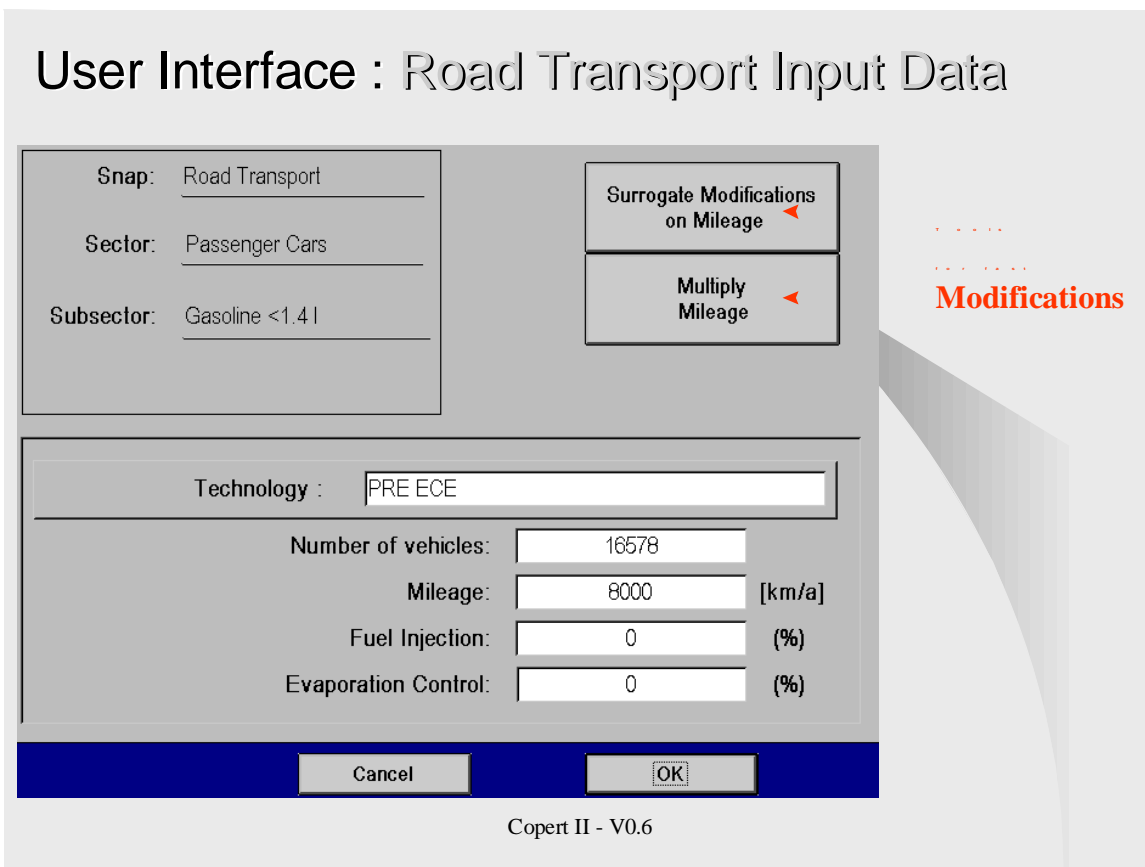 User Interface : Road Transport Input Data
Snap: Road Transport
Sector: Passenger Cars
Subsector: Gasoline <1.4 l
Surrogate Modifications
on Mileage
Multiply
Mileage
Modifications
Technology : PRE ECE
Number of vehicles: 16578
Mileage: 8000 [km/a]
Fuel Injection: 0 (%)
Evaporation Control: 0 (%)
Cancel
OK
Copert II - V0.6